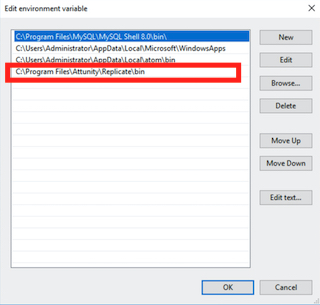 Edit environment variable
C:\Program Files\MySQL\MySQL Shell 8.0\bin\
C:\Users\Administrator\AppData\Local\Microsoft\WindowsApps
C:\Users\Administrator\AppData\Local\atom\bin
C:\Program Files\Attunity\Replicate\bin
New
Edit
Browse...
Delete
Move Up
Move Down
Edit text...
OK
Cancel